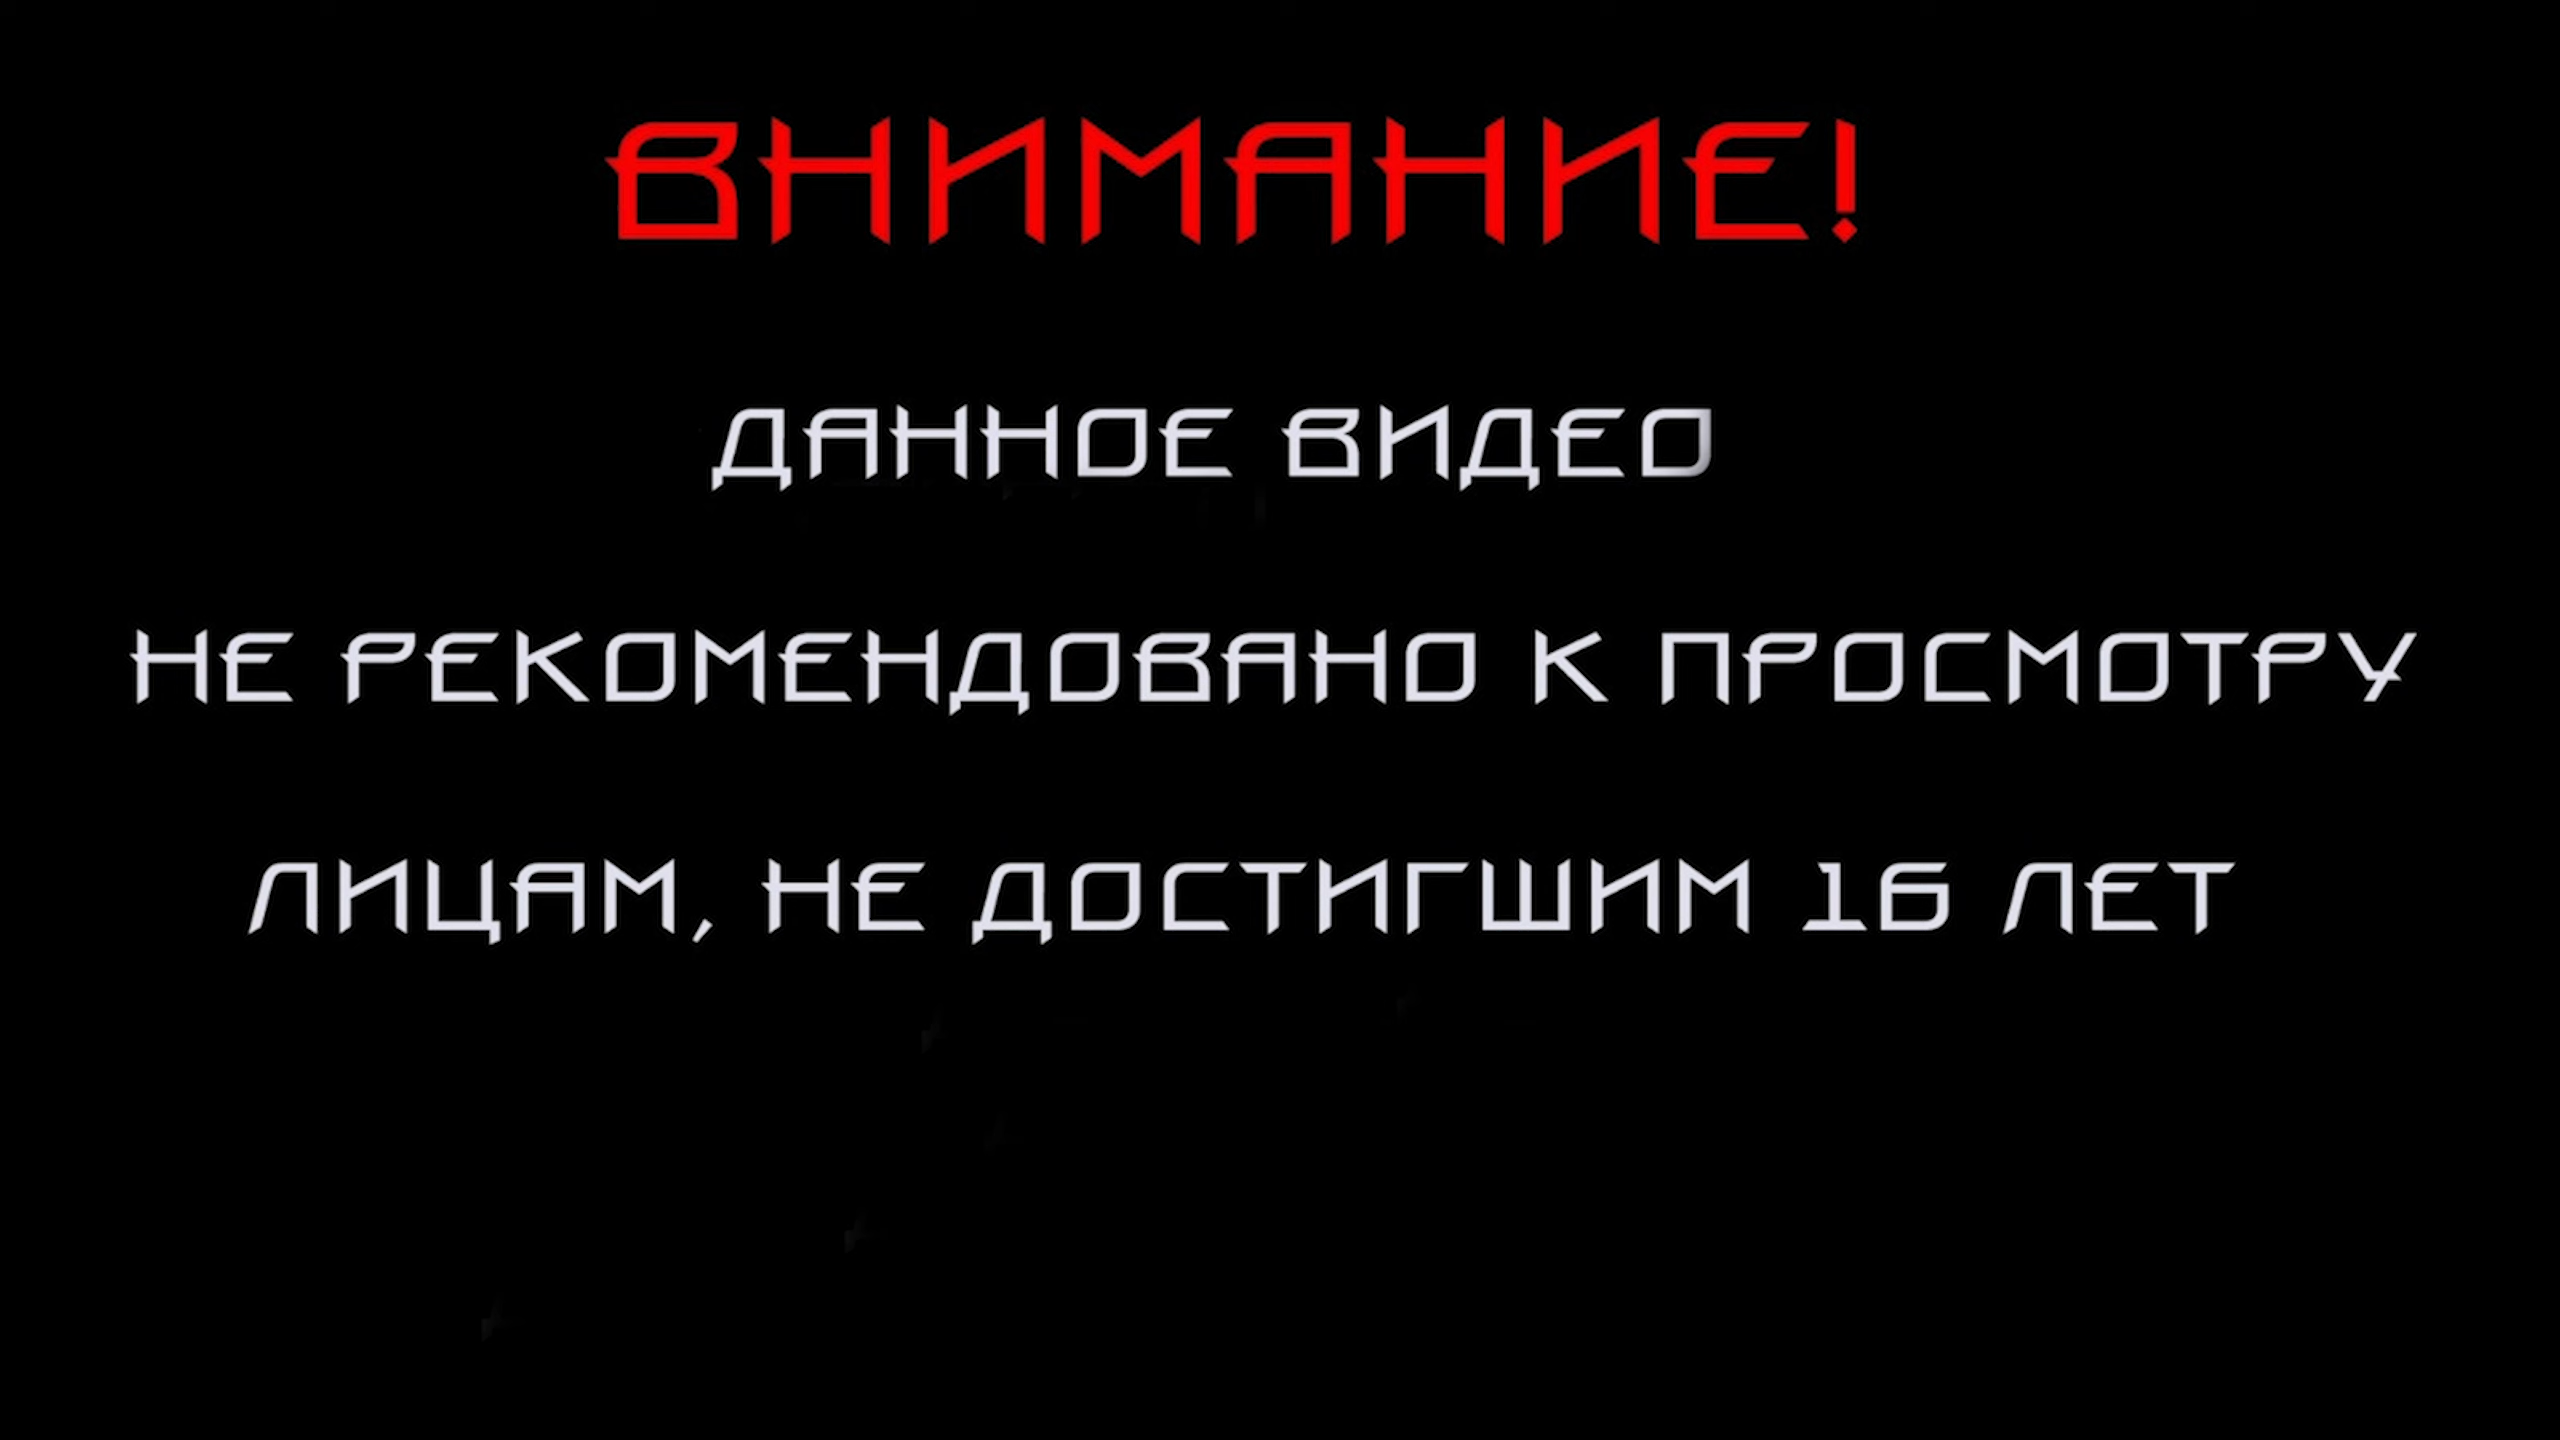 ВНИМАНИЕ!
ДАННОЕ ВИДЕО
НЕ РЕКОМЕНДОВАНО К ПРОСМОТРУ
ЛИЦАМ, НЕ ДОСТИГШИМ 16 ЛЕТ